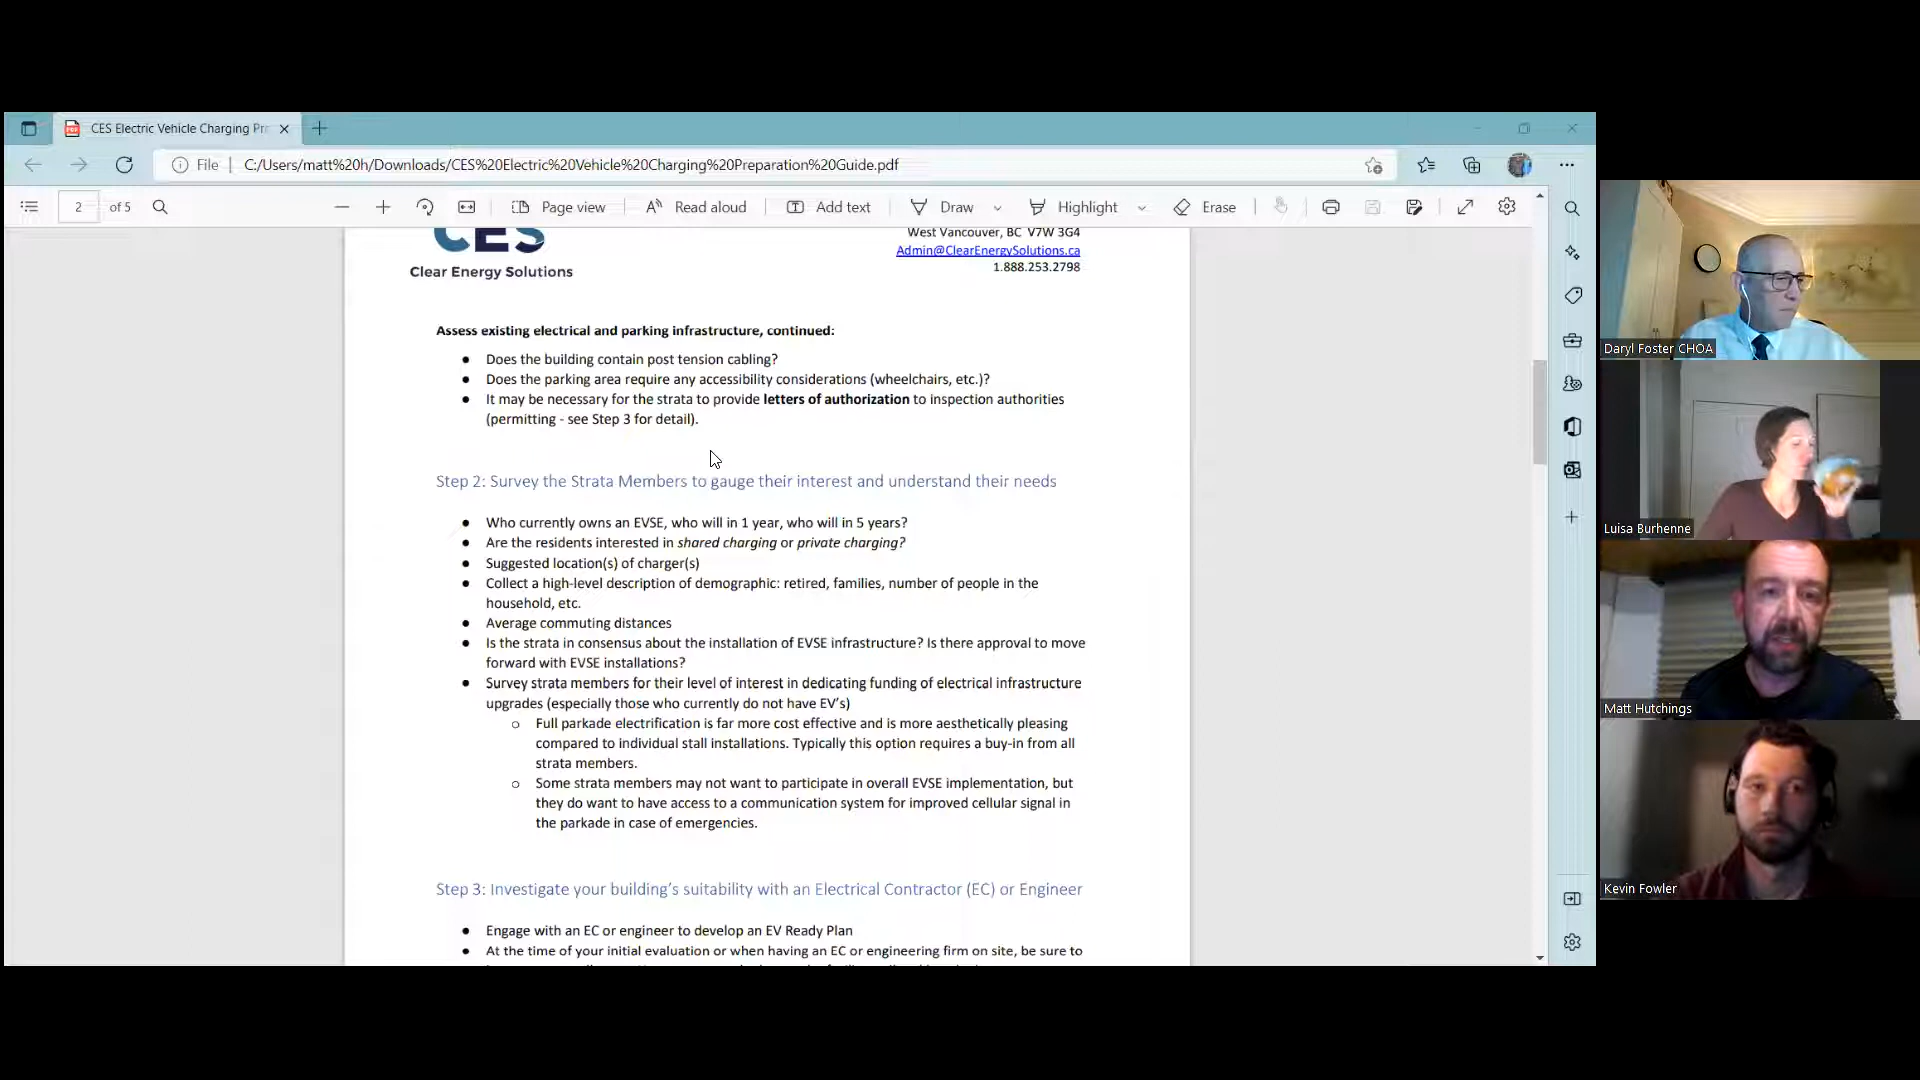 CES Electric Vehicle Charging Pr
File
C:/Users/matt%20h/Downloads/CES%20Electric%20Vehicle%20Charging%20Preparation%20Guide.pdf
2 of 5
Page view
Read aloud
Add text
Draw
Highlight
Erase
CES
Clear Energy Solutions
West Vancouver, BC V7W 3G4
Admin@ClearEnergySolutions.ca
1.888.253.2798
Assess existing electrical and parking infrastructure, continued:
● Does the building contain post tension cabling?
● Does the parking area require any accessibility considerations (wheelchairs, etc.)?
● It may be necessary for the strata to provide letters of authorization to inspection authorities
(permitting - see Step 3 for detail).
Step 2: Survey the Strata Members to gauge their interest and understand their needs
● Who currently owns an EVSE, who will in 1 year, who will in 5 years?
● Are the residents interested in shared charging or private charging?
● Suggested location(s) of charger(s)
● Collect a high-level description of demographic: retired, families, number of people in the
household, etc.
● Average commuting distances
● Is the strata in consensus about the installation of EVSE infrastructure? Is there approval to move
forward with EVSE installations?
● Survey strata members for their level of interest in dedicating funding of electrical infrastructure
upgrades (especially those who currently do not have EV's)
○ Full parkade electrification is far more cost effective and is more aesthetically pleasing
compared to individual stall installations. Typically this option requires a buy-in from all
strata members.
○ Some strata members may not want to participate in overall EVSE implementation, but
they do want to have access to a communication system for improved cellular signal in
the parkade in case of emergencies.
Step 3: Investigate your building's suitability with an Electrical Contractor (EC) or Engineer
● Engage with an EC or engineer to develop an EV Ready Plan
● At the time of your initial evaluation or when having an EC or engineering firm on site, be sure to
Daryl Foster CHOA
Luisa Burhenne
Matt Hutchings
Kevin Fowler